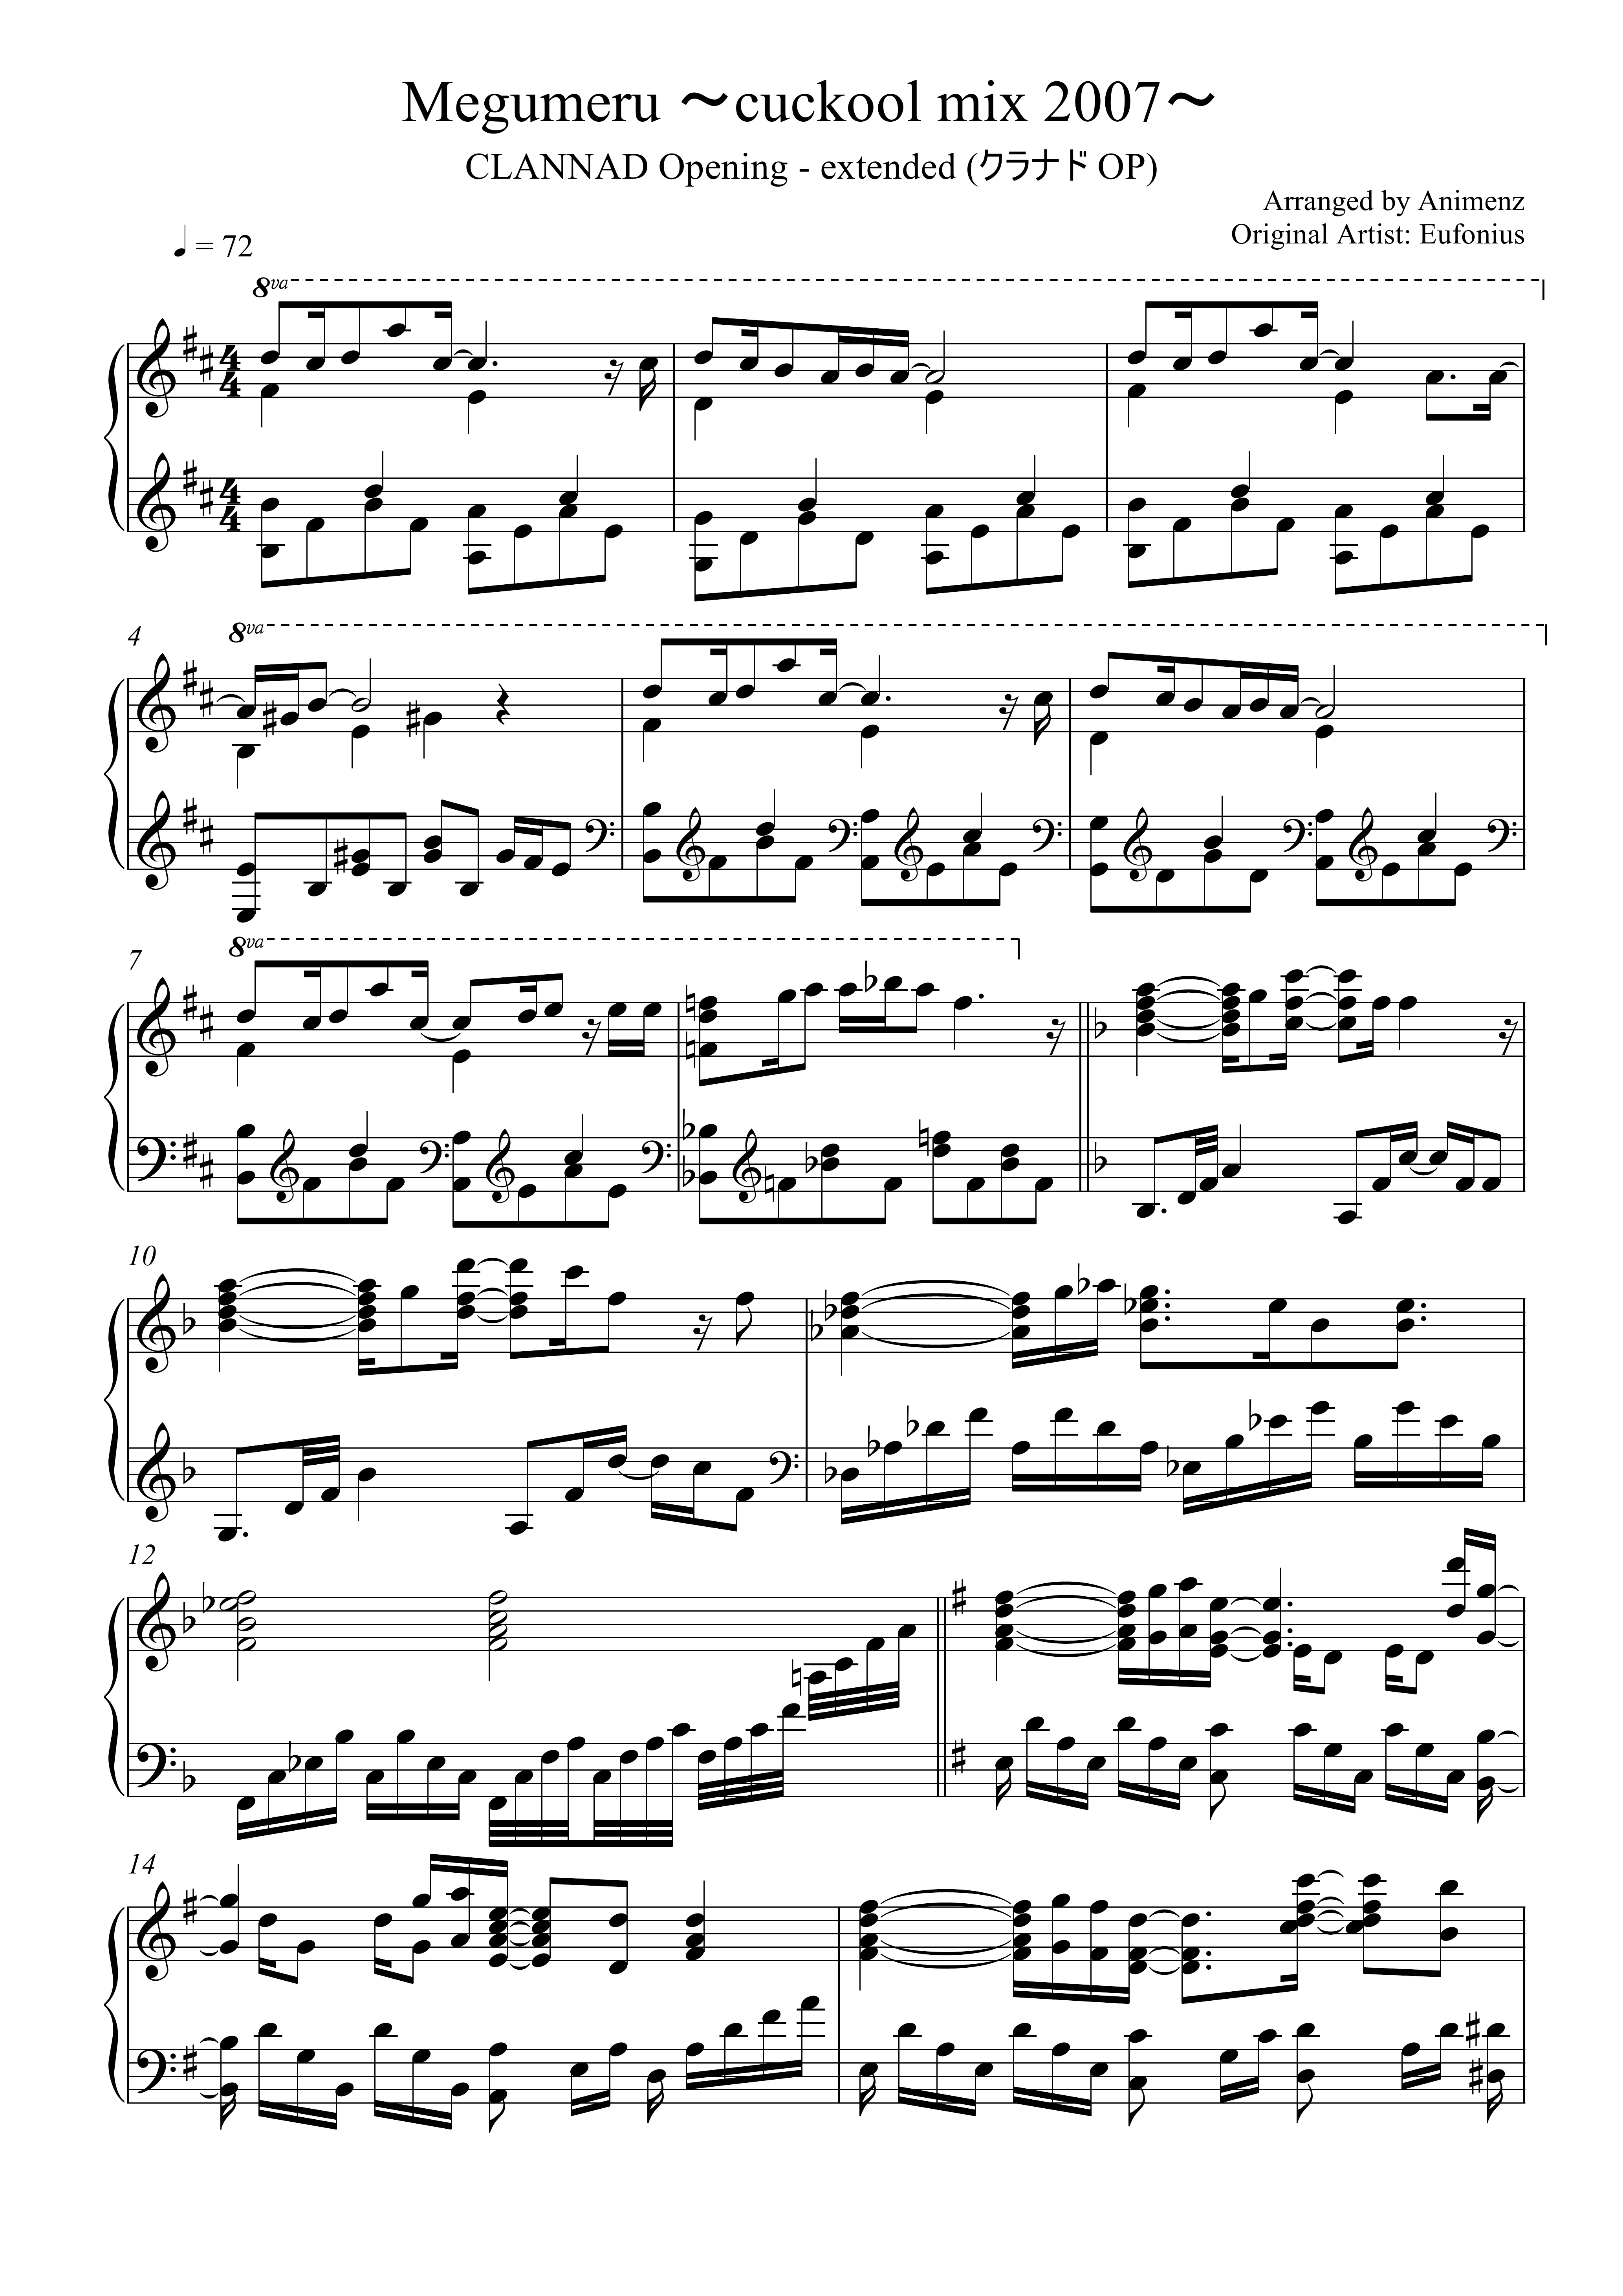 Megumeru ～cuckool mix 2007～
CLANNAD Opening - extended (クラナド OP)
Arranged by Animenz
Original Artist: Eufonius
♩ = 72
8va
4
8va
7
8va
10
12
14